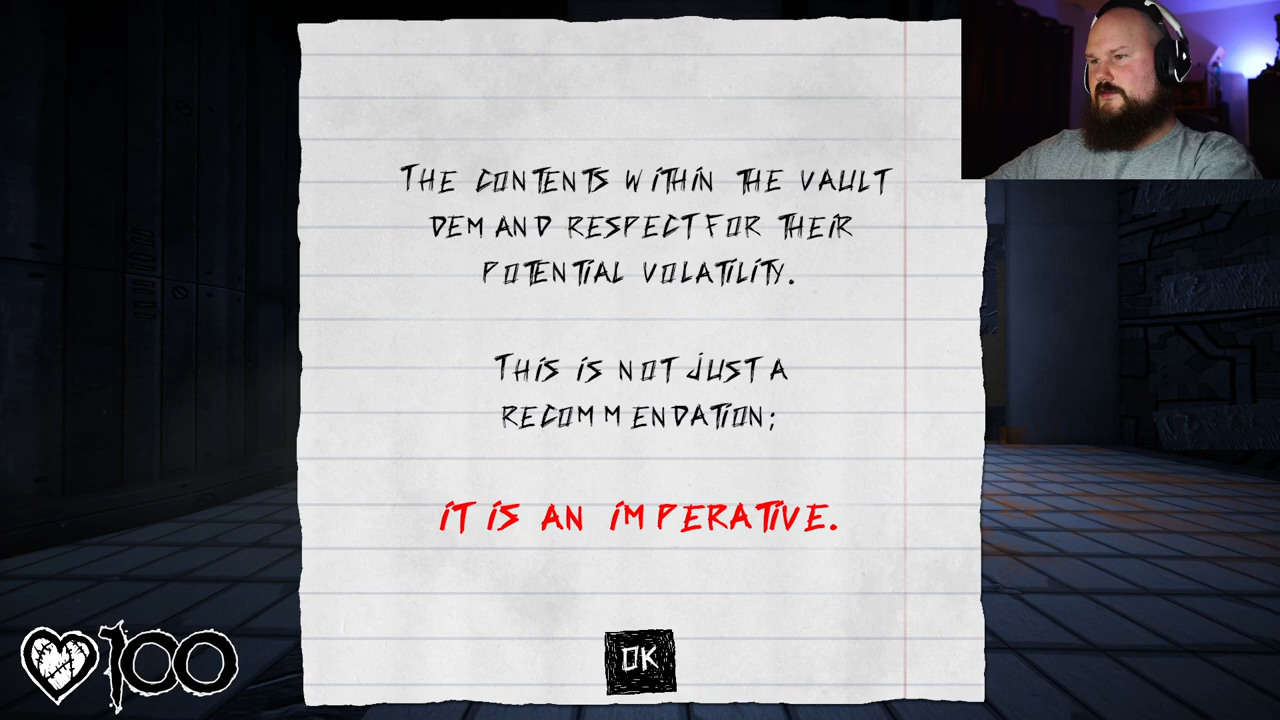 THE CONTENTS WITHIN THE VAULT
DEMAND RESPECT FOR THEIR
POTENTIAL VOLATILITY.
THIS IS NOT JUST A
RECOMMENDATION;
IT IS AN IMPERATIVE.
OK
100